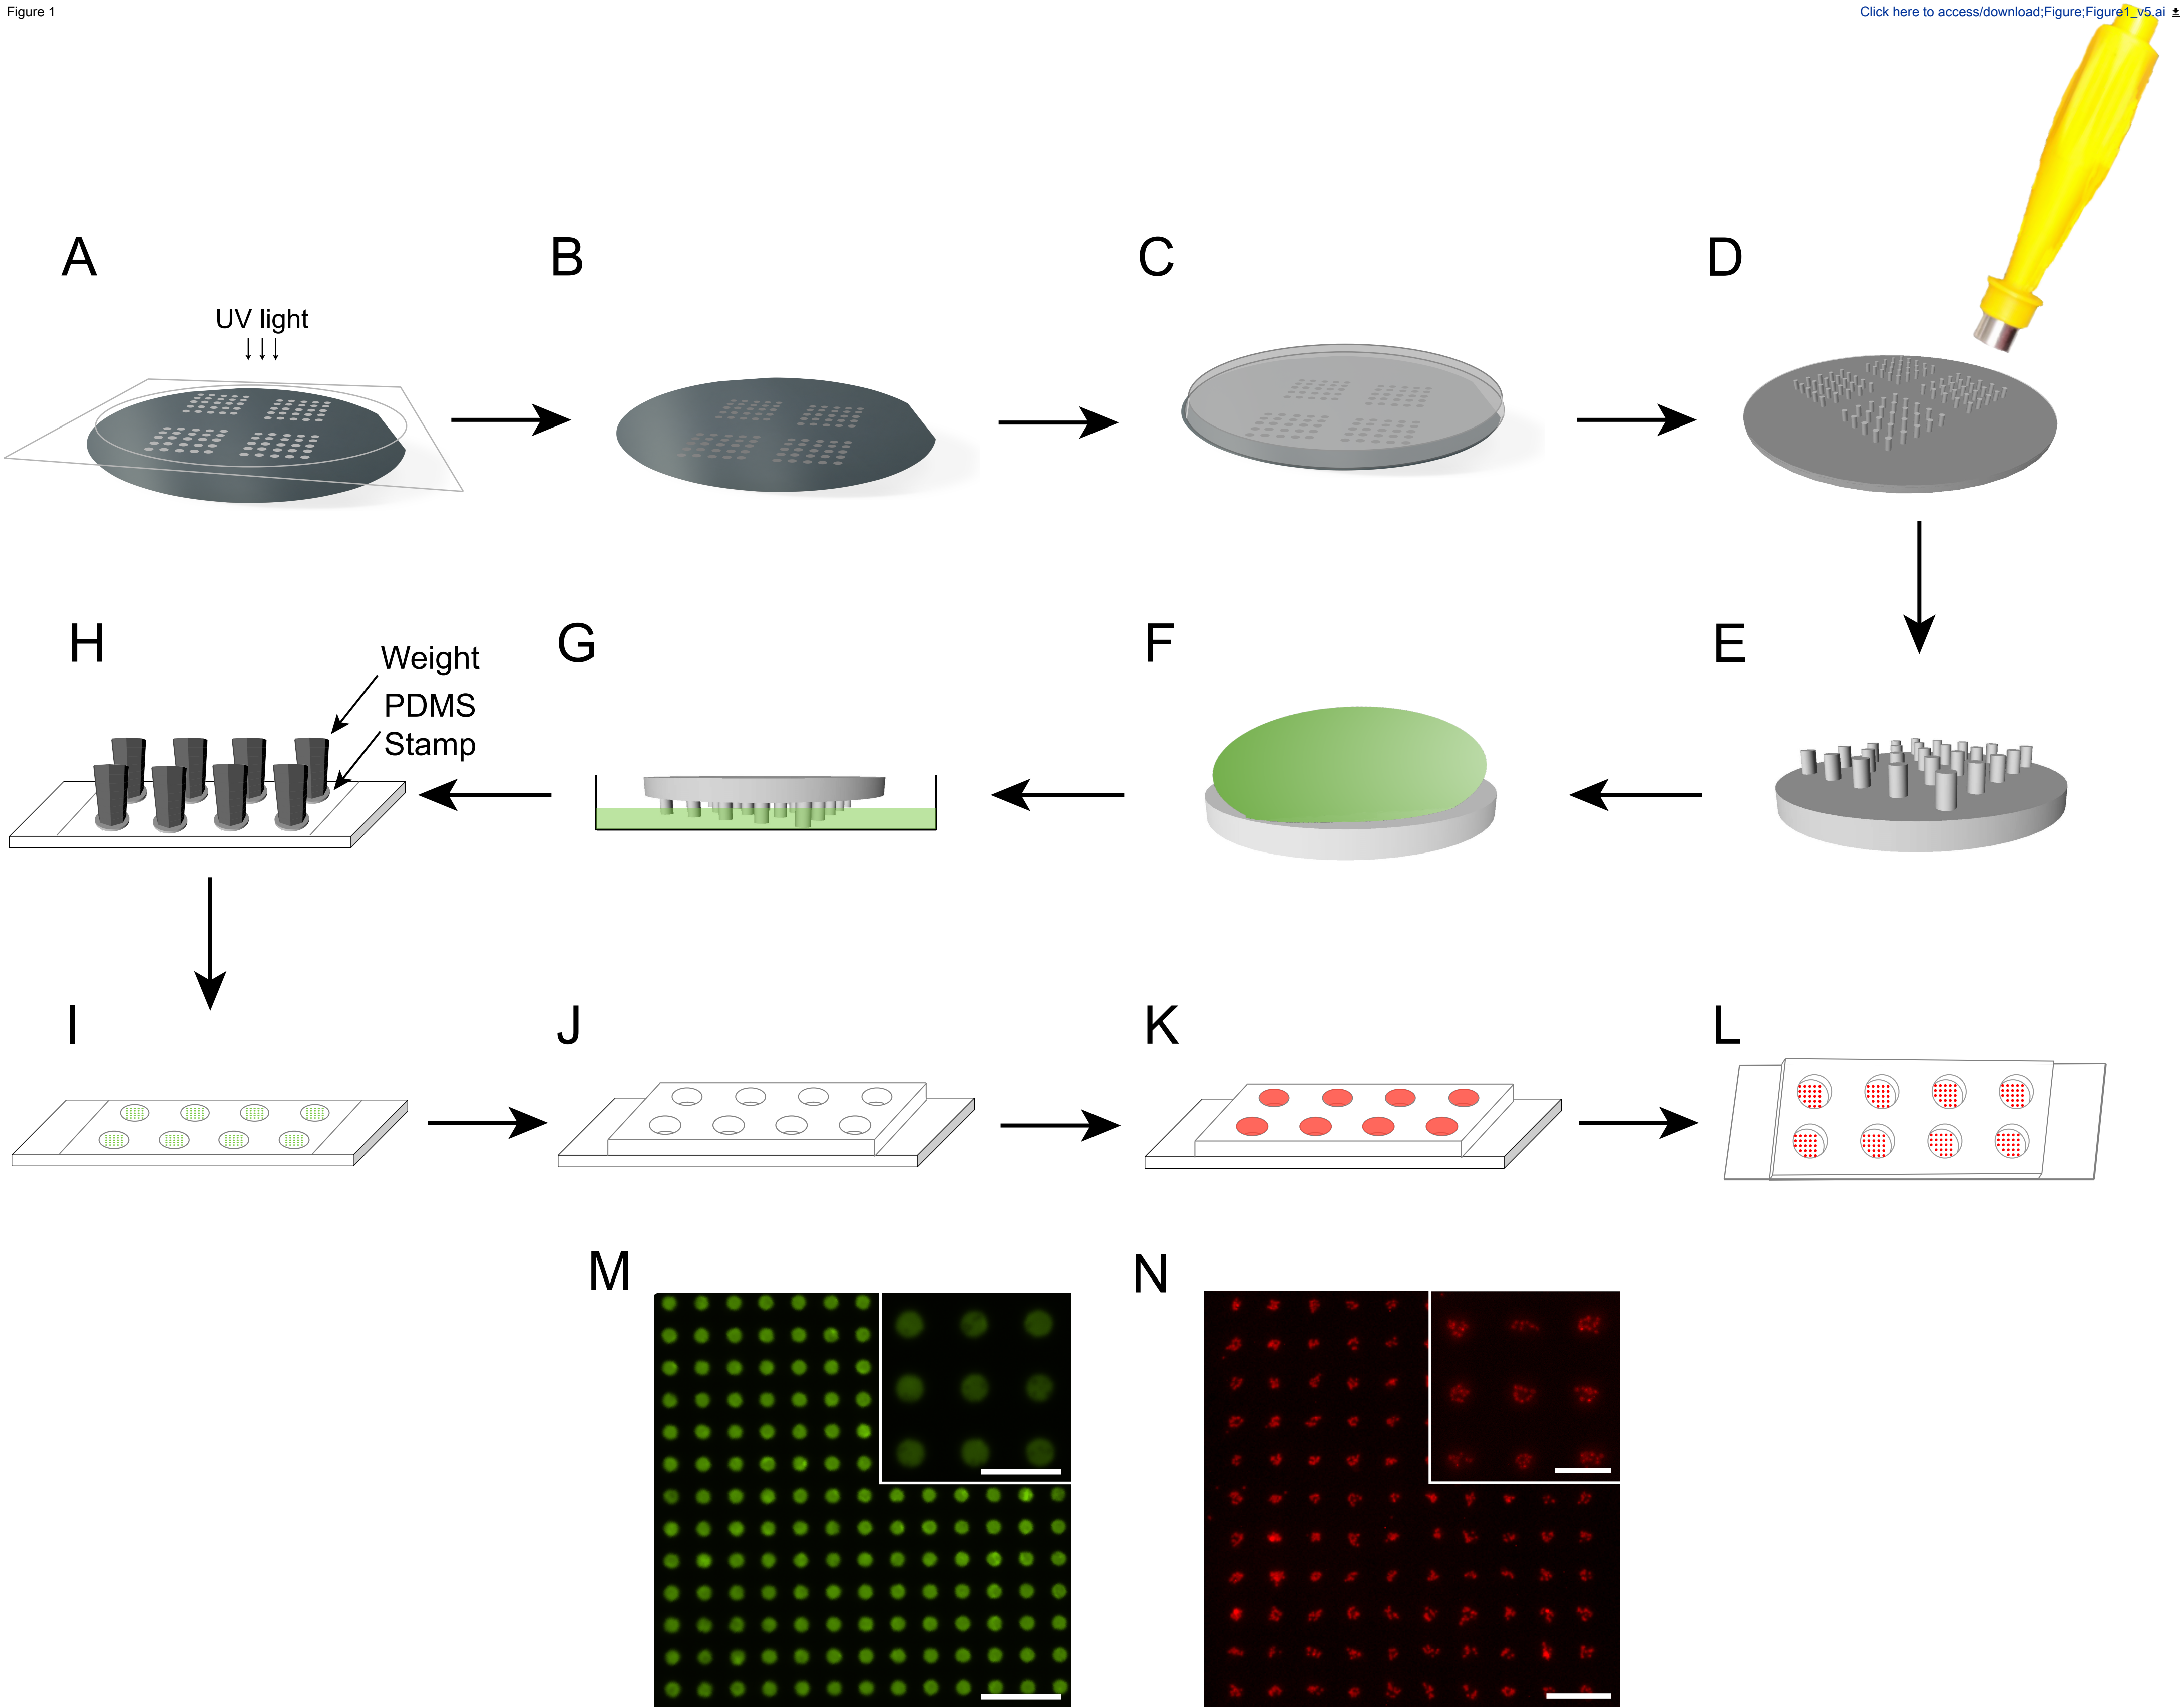 Figure 1
Click here to access/download;Figure;Figure1_v5.ai
A
B
C
D
UV light
H
G
F
E
Weight
PDMS
Stamp
I
J
K
L
M
N